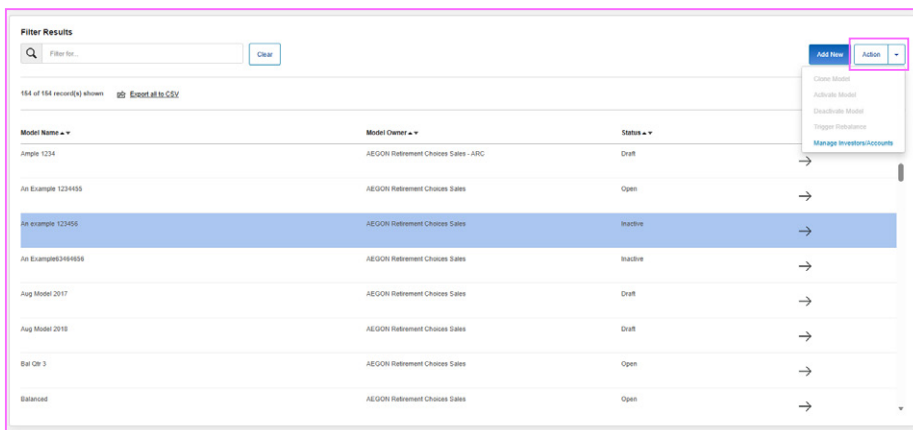 Filter Results
Filter for...
Clear
Add New
Action
154 of 154 record(s) shown
Export all to CSV
Clone Model
Activate Model
Deactivate Model
Trigger Rebalance
Manage Investors/Accounts
Model Name Model Owner Status
Ample 1234 AEGON Retirement Choices Sales - ARC Draft
An Example 1234455 AEGON Retirement Choices Sales Open
An example 123456 AEGON Retirement Choices Sales Inactive
An Example63464656 AEGON Retirement Choices Sales Inactive
Aug Model 2017 AEGON Retirement Choices Sales Draft
Aug Model 2018 AEGON Retirement Choices Sales Draft
Bal Qtr 3 AEGON Retirement Choices Sales Open
Balanced AEGON Retirement Choices Sales Open